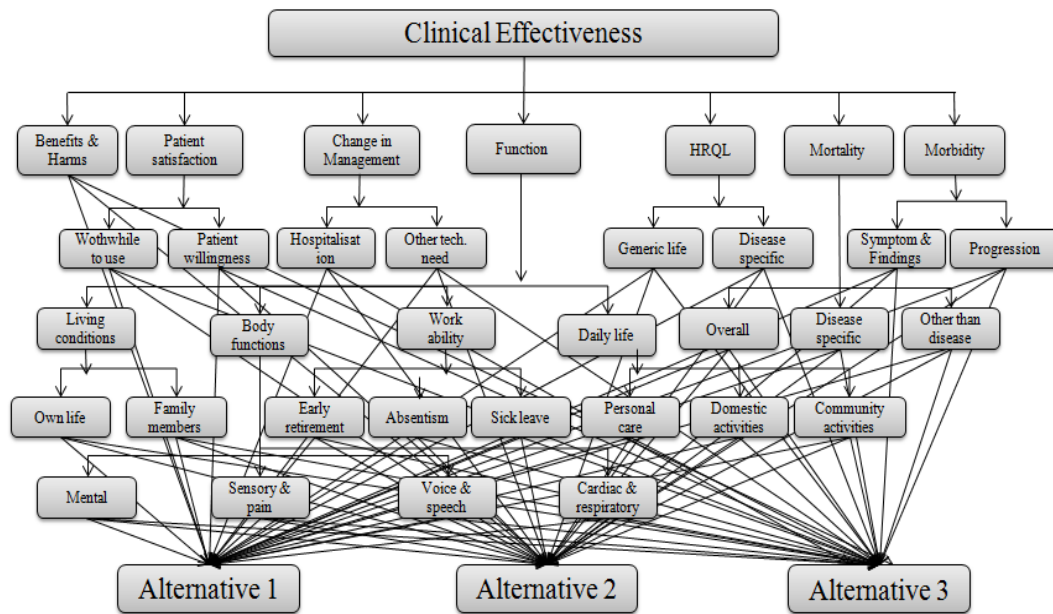 Clinical Effectiveness
Benefits &
Harms
Patient
satisfaction
Change in
Management
Function
HRQL
Mortality
Morbidity
Wothwhile
to use
Patient
willingness
Hospitalisat
ion
Other tech.
need
Generic life
Disease
specific
Symptom &
Findings
Progression
Living
conditions
Body
functions
Work
ability
Daily life
Overall
Disease
specific
Other than
disease
Own life
Family
members
Early
retirement
Absentism
Sick leave
Personal
care
Domestic
activities
Community
activities
Mental
Sensory &
pain
Voice &
speech
Cardiac &
respiratory
Alternative 1
Alternative 2
Alternative 3